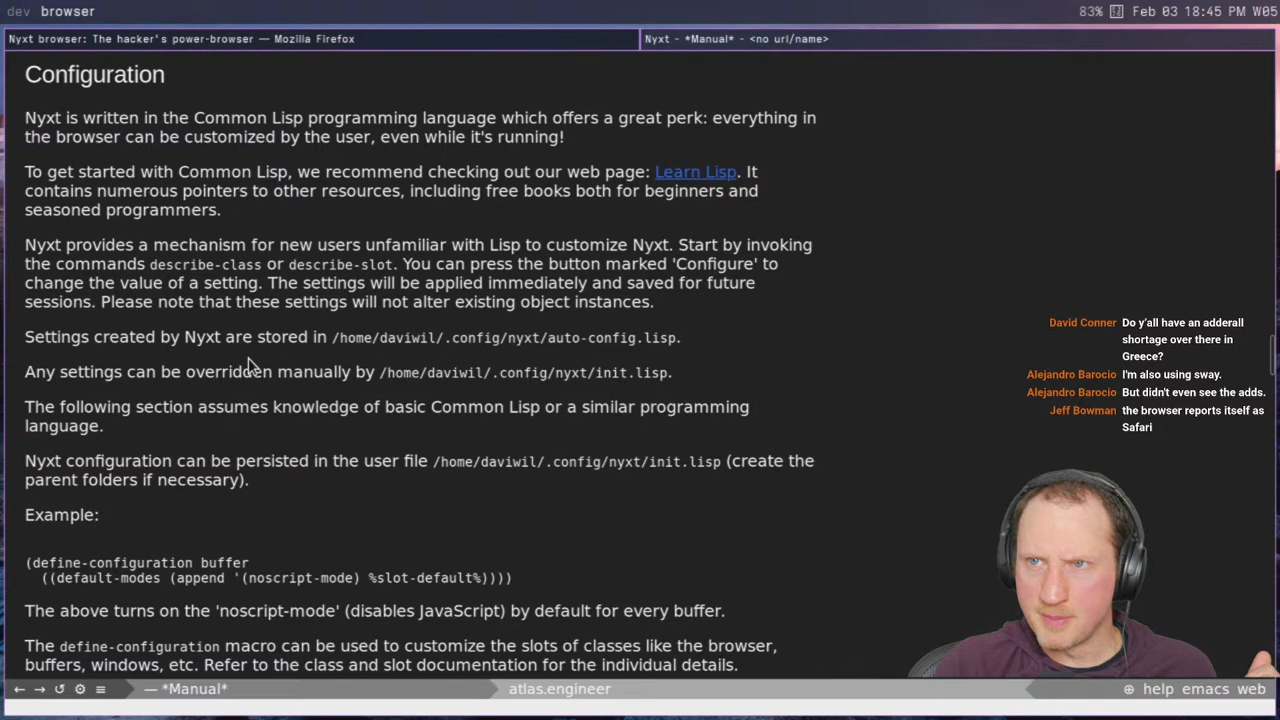 dev browser
83% Feb 03 18:45 PM W05
Nyxt browser: The hacker's power-browser — Mozilla Firefox
Nyxt - *Manual* - <no url/name>
Configuration
Nyxt is written in the Common Lisp programming language which offers a great perk: everything in
the browser can be customized by the user, even while it's running!
To get started with Common Lisp, we recommend checking out our web page: Learn Lisp. It
contains numerous pointers to other resources, including free books both for beginners and
seasoned programmers.
Nyxt provides a mechanism for new users unfamiliar with Lisp to customize Nyxt. Start by invoking
the commands describe-class or describe-slot. You can press the button marked 'Configure' to
change the value of a setting. The settings will be applied immediately and saved for future
sessions. Please note that these settings will not alter existing object instances.
Settings created by Nyxt are stored in /home/daviwil/.config/nyxt/auto-config.lisp.
Any settings can be overridden manually by /home/daviwil/.config/nyxt/init.lisp.
The following section assumes knowledge of basic Common Lisp or a similar programming
language.
Nyxt configuration can be persisted in the user file /home/daviwil/.config/nyxt/init.lisp (create the
parent folders if necessary).
Example:
(define-configuration buffer
((default-modes (append '(noscript-mode) %slot-default%))))
The above turns on the 'noscript-mode' (disables JavaScript) by default for every buffer.
The define-configuration macro can be used to customize the slots of classes like the browser,
buffers, windows, etc. Refer to the class and slot documentation for the individual details.
David Conner Do y'all have an adderall
shortage over there in
Greece?
Alejandro Barocio I'm also using sway.
Alejandro Barocio But didn't even see the adds.
Jeff Bowman the browser reports itself as
Safari
— *Manual*
atlas.engineer
help emacs web